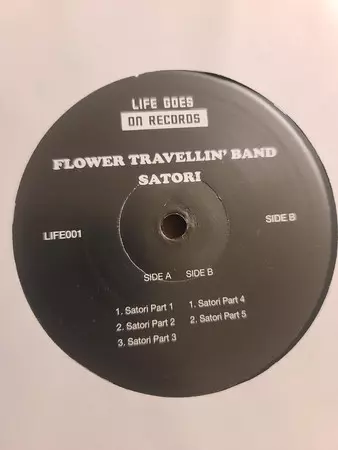 LIFE GOES
ON RECORDS
FLOWER TRAVELLIN' BAND
SATORI
LIFE001
SIDE B
SIDE A SIDE B
1. Satori Part 1 1. Satori Part 4
2. Satori Part 2 2. Satori Part 5
3. Satori Part 3